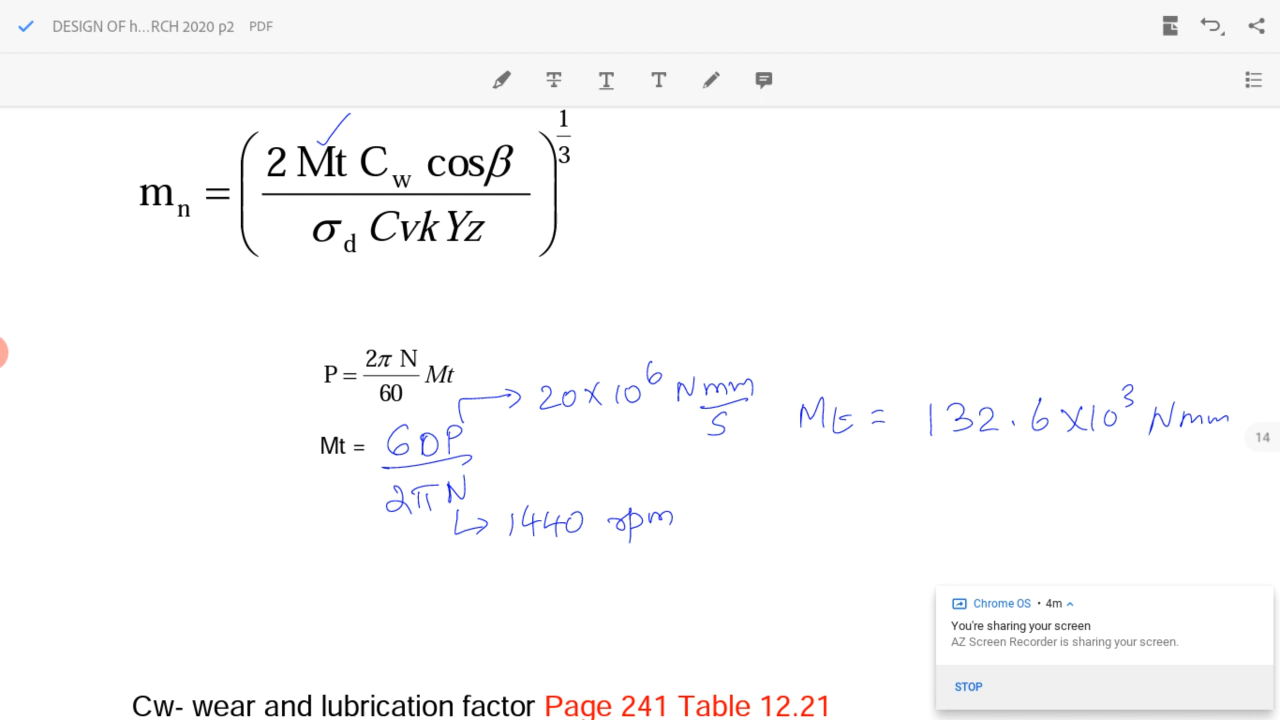 DESIGN OF h...RCH 2020 p2 PDF
m_n = (2 Mt C_w cosβ / σ_d CvkYz)^(1/3)
P = 2π N / 60 Mt
Mt = 60P / 2πN
→ 20 X 10^6 Nmm/s
↳ 1440 rpm
Mt = 132.6 X 10^3 Nmm
14
Chrome OS • 4m
You're sharing your screen
AZ Screen Recorder is sharing your screen.
STOP
Cw- wear and lubrication factor Page 241 Table 12.21